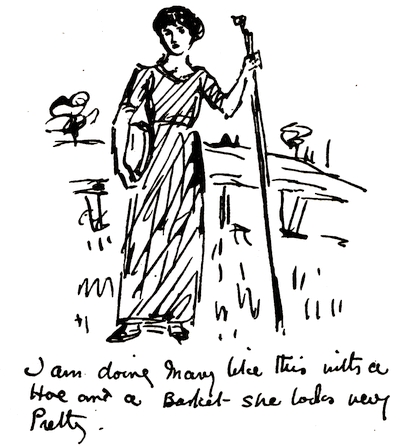 I am doing Mary like this with a
Hoe and a Basket - she looks very
Pretty.